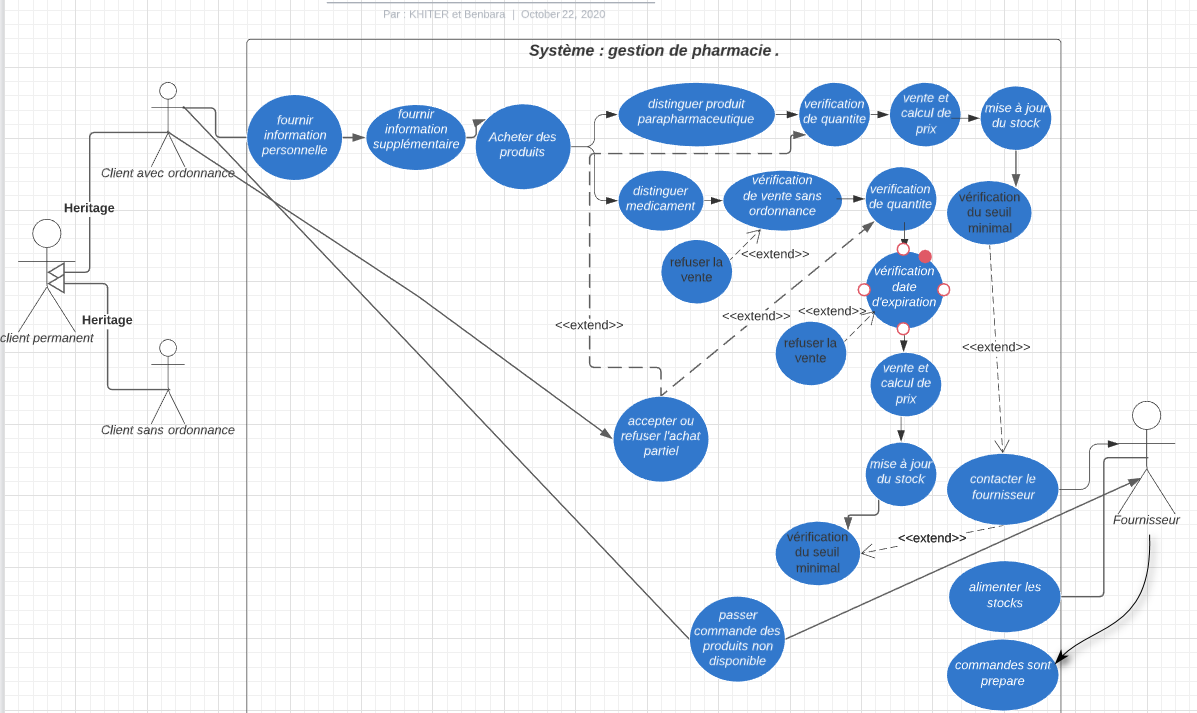 Par : KHITER et Benbara | October 22, 2020
Système : gestion de pharmacie .
fournir
information
personnelle
fournir
information
supplémentaire
Acheter des
produits
distinguer produit
parapharmaceutique
verification
de quantite
vente et
calcul de
prix
mise à jour
du stock
Client avec ordonnance
Heritage
client permanent
Heritage
Client sans ordonnance
distinguer
medicament
vérification
de vente sans
ordonnance
verification
de quantite
vérification
du seuil
minimal
refuser la
vente
<<extend>>
vérification
date
d'expiration
<<extend>>
<<extend>>
<<extend>>
refuser la
vente
<<extend>>
vente et
calcul de
prix
accepter ou
refuser l'achat
partiel
mise à jour
du stock
contacter le
fournisseur
Fournisseur
<<extend>>
vérification
du seuil
minimal
alimenter les
stocks
passer
commande des
produits non
disponible
commandes sont
prepare